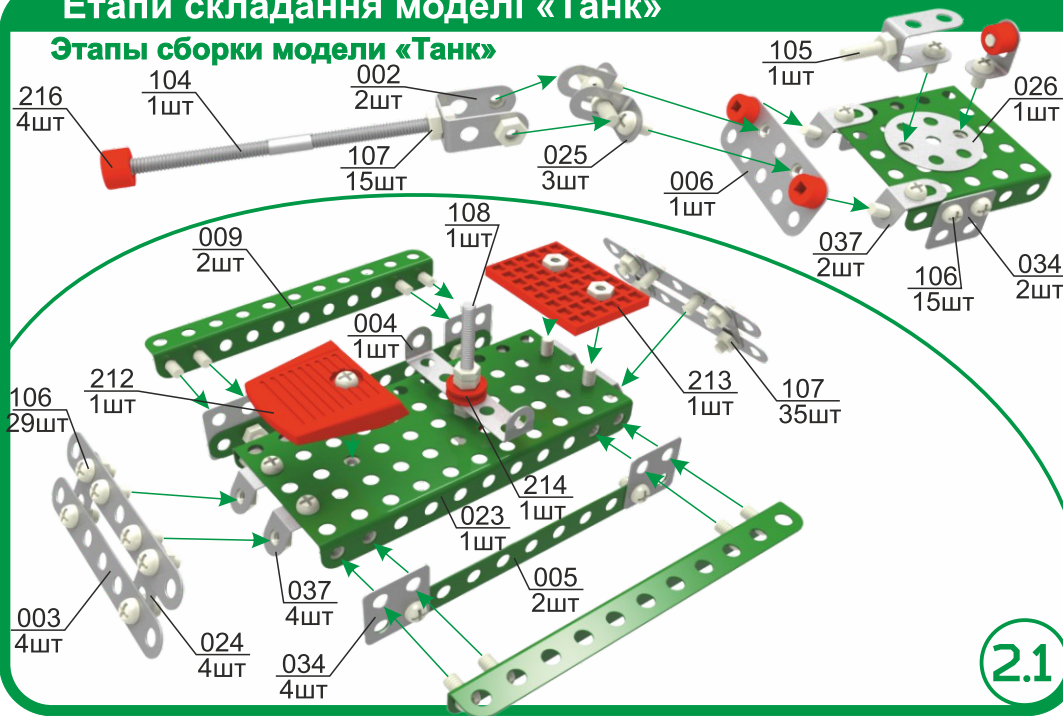 Етапи складання моделі «Танк»
Этапы сборки модели «Танк»
216
4шт
104
1шт
002
2шт
107
15шт
025
3шт
105
1шт
026
1шт
006
1шт
037
2шт
106
15шт
034
2шт
009
2шт
108
1шт
004
1шт
212
1шт
213
1шт
107
35шт
106
29шт
214
1шт
023
1шт
005
2шт
037
4шт
003
4шт
024
4шт
034
4шт
2.1